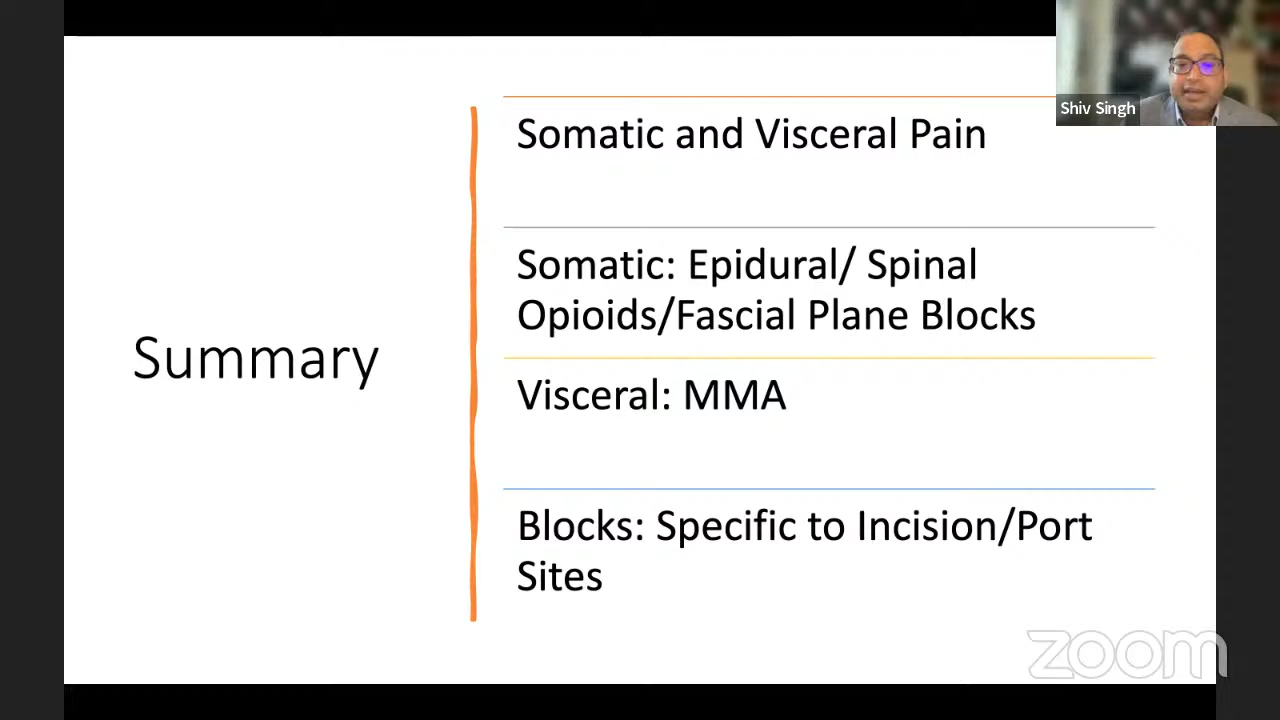 Shiv Singh
Somatic and Visceral Pain
Somatic: Epidural/ Spinal
Opioids/Fascial Plane Blocks
Summary
Visceral: MMA
Blocks: Specific to Incision/Port
Sites
zoom